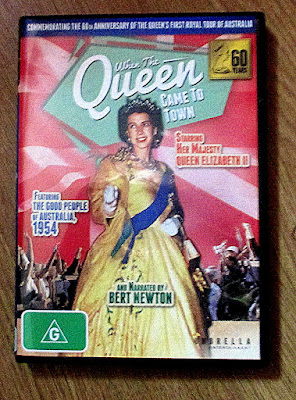 COMMEMORATING THE 60TH ANNIVERSARY OF THE QUEEN'S FIRST ROYAL TOUR OF AUSTRALIA
60
YEARS
When The
Queen
CAME TO
TOWN
STARRING
HER MAJESTY
QUEEN ELIZABETH II
FEATURING
THE GOOD PEOPLE
OF AUSTRALIA,
1954
AND NARRATED BY
BERT NEWTON
G
UMBRELLA
ENTERTAINMENT